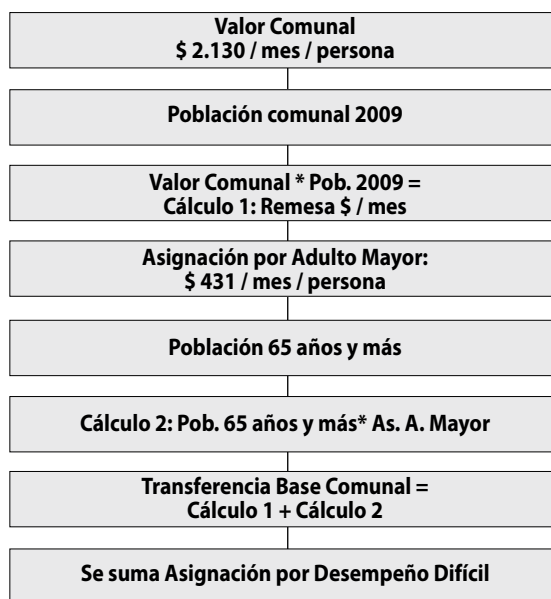 Valor Comunal
$ 2.130 / mes / persona
Población comunal 2009
Valor Comunal * Pob. 2009 =
Cálculo 1: Remesa $ / mes
Asignación por Adulto Mayor:
$ 431 / mes / persona
Población 65 años y más
Cálculo 2: Pob. 65 años y más* As. A. Mayor
Transferencia Base Comunal =
Cálculo 1 + Cálculo 2
Se suma Asignación por Desempeño Difícil